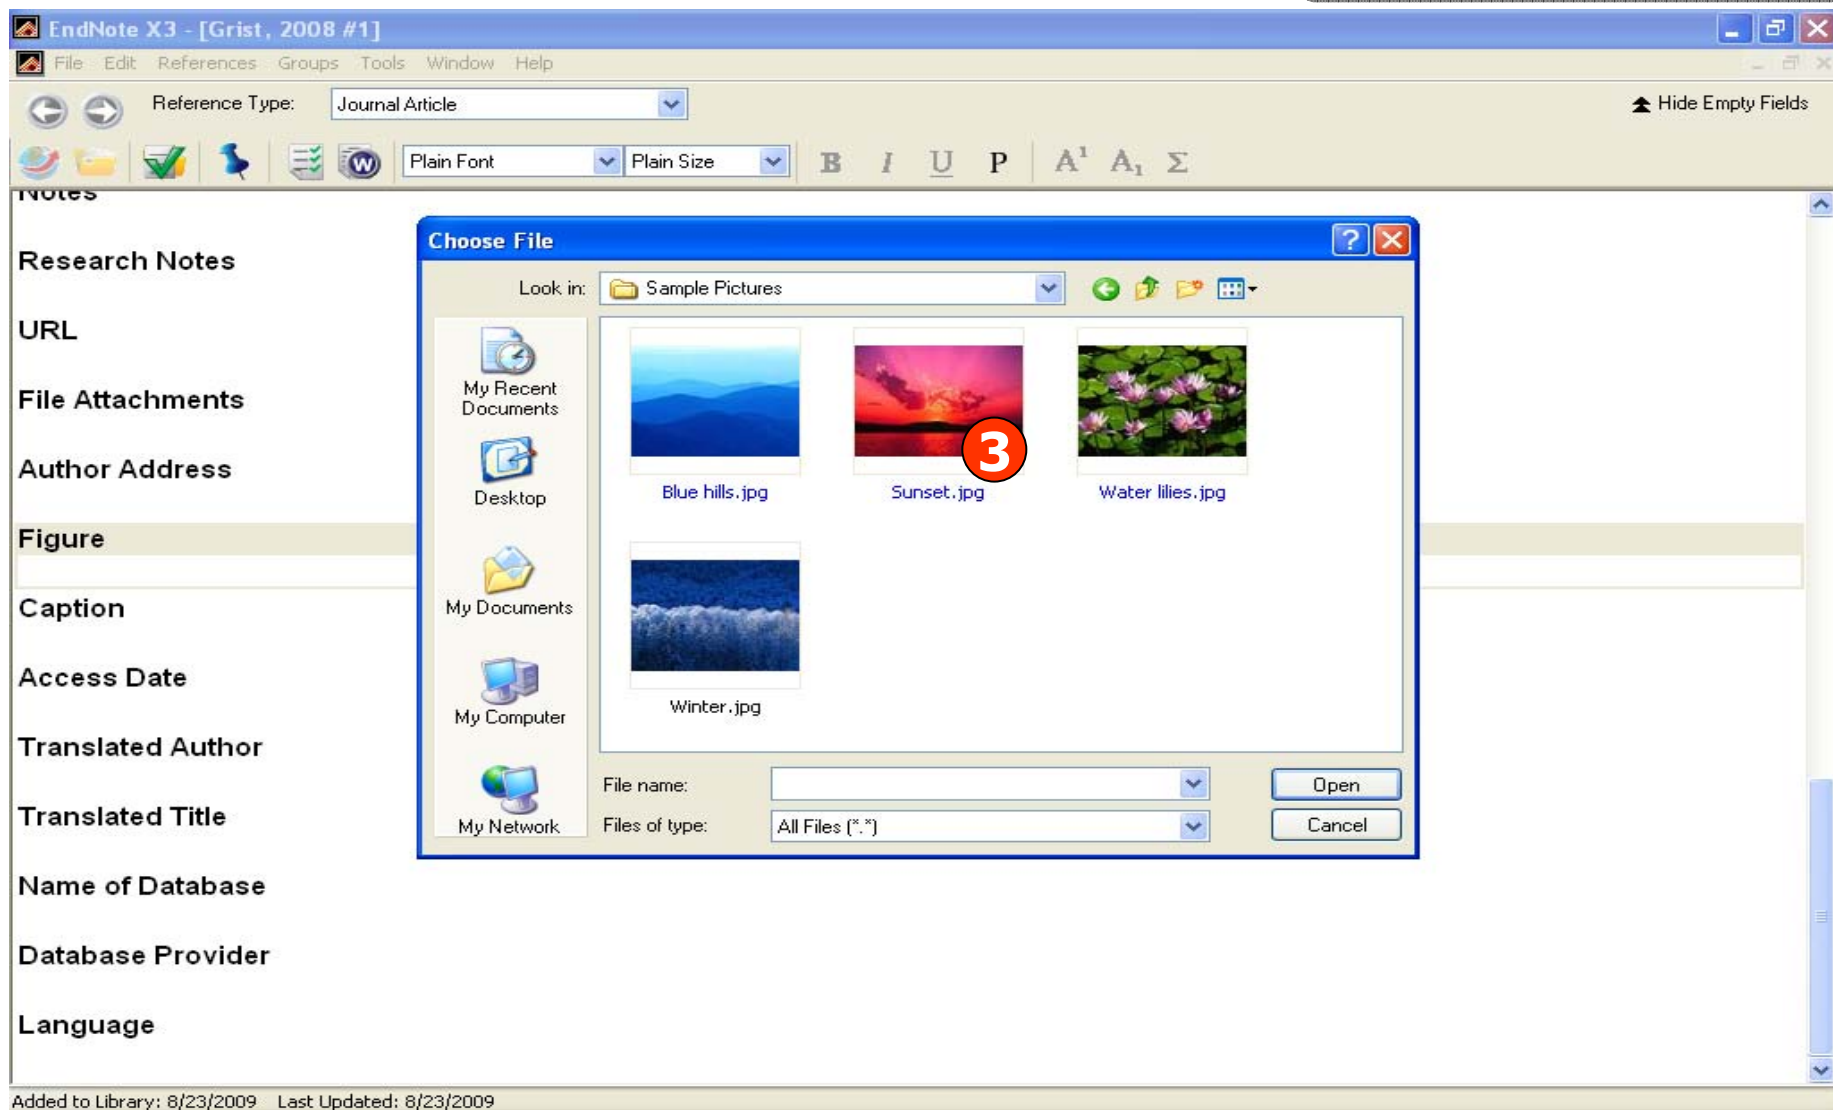 EndNote X3 - [Grist, 2008 #1]
File Edit References Groups Tools Window Help
Reference Type: Journal Article Hide Empty Fields
Plain Font Plain Size B I U P A¹ A₁ Σ
Notes
Research Notes
URL
File Attachments
Author Address
Figure
Caption
Access Date
Translated Author
Translated Title
Name of Database
Database Provider
Language
Choose File
Look in: Sample Pictures
My Recent
Documents
Desktop
My Documents
My Computer
My Network
3
Blue hills.jpg Sunset.jpg Water lilies.jpg
Winter.jpg
File name: Open
Files of type: All Files (*.*) Cancel
Added to Library: 8/23/2009 Last Updated: 8/23/2009